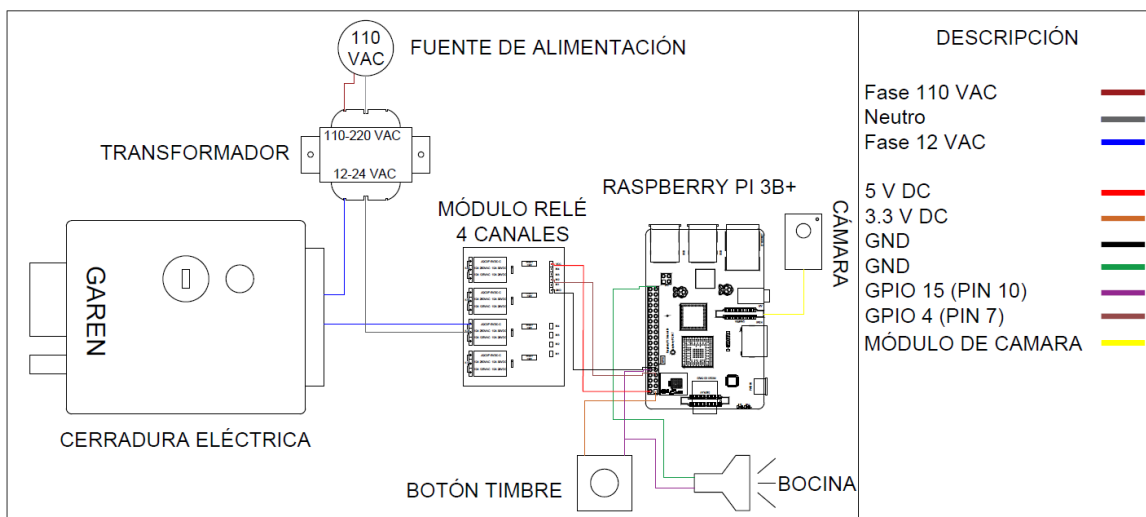 110
VAC
FUENTE DE ALIMENTACIÓN
110-220 VAC
TRANSFORMADOR
12-24 VAC
RASPBERRY PI 3B+
MÓDULO RELÉ
4 CANALES
CÁMARA
GAREN
CERRADURA ELÉCTRICA
BOTÓN TIMBRE
BOCINA
DESCRIPCIÓN
Fase 110 VAC
Neutro
Fase 12 VAC
5 V DC
3.3 V DC
GND
GND
GPIO 15 (PIN 10)
GPIO 4 (PIN 7)
MÓDULO DE CAMARA